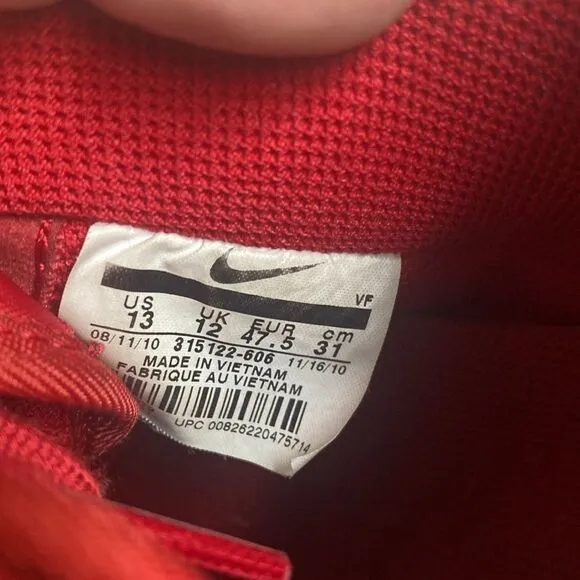 VF
US UK EUR cm
13 12 47.5 31
08/11/10 315122-606 11/16/10
MADE IN VIETNAM
FABRIQUE AU VIETNAM
UPC 00826220475714